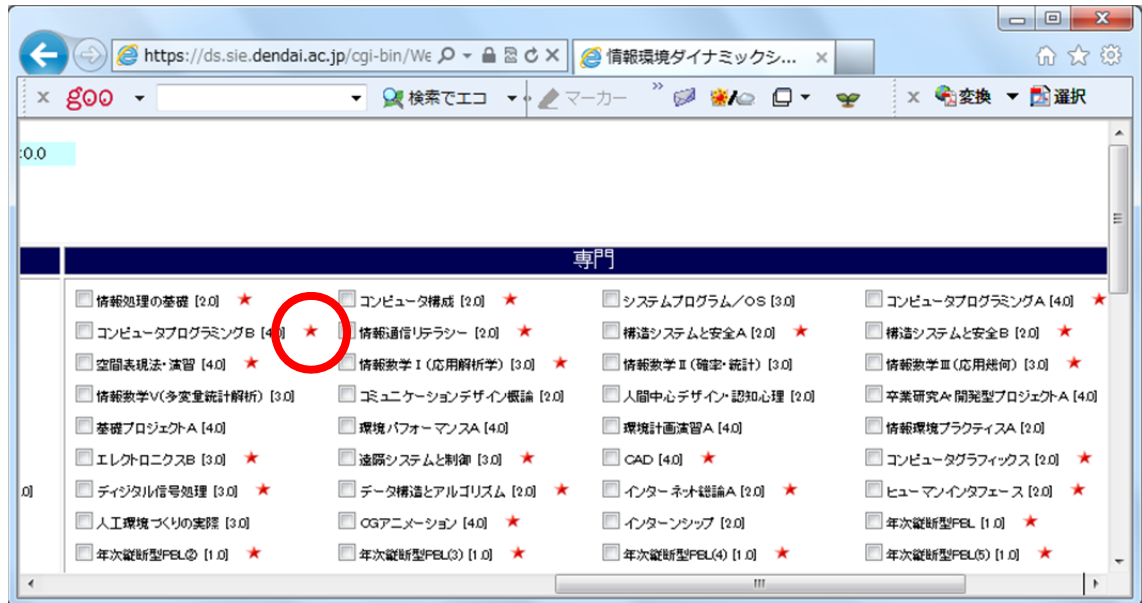 https://ds.sie.dendai.ac.jp/cgi-bin/We
情報環境ダイナミックシ...
goo
検索でエコ
マーカー
変換
選択
:0.0
専門
情報処理の基礎 [2.0] ★ コンピュータ構成 [2.0] ★ システムプログラム/OS [3.0] コンピュータプログラミングA [4.0] ★
コンピュータプログラミングB [4.0] ★ 情報通信リテラシー [2.0] ★ 構造システムと安全A [2.0] ★ 構造システムと安全B [2.0] ★
空間表現法・演習 [4.0] ★ 情報数学Ⅰ(応用解析学) [3.0] ★ 情報数学Ⅱ(確率・統計) [3.0] 情報数学Ⅲ(応用幾何) [3.0] ★
情報数学Ⅴ(多変量統計解析) [3.0] コミュニケーションデザイン概論 [2.0] 人間中心デザイン・認知心理 [2.0] 卒業研究A・開発型プロジェクトA [4.0]
基礎プロジェクトA [4.0] 環境パフォーマンスA [4.0] 環境計画演習A [4.0] 情報環境プラクティスA [2.0]
エレクトロニクスB [3.0] ★ 遠隔システムと制御 [3.0] ★ CAD [4.0] ★ コンピュータグラフィックス [2.0] ★
.0] ディジタル信号処理 [3.0] ★ データ構造とアルゴリズム [2.0] ★ インターネット総論A [2.0] ★ ヒューマンインタフェース [2.0] ★
人工環境づくりの実際 [3.0] CGアニメーション [4.0] ★ インターンシップ [2.0] 年次縦断型PBL [1.0] ★
年次縦断型PBL② [1.0] ★ 年次縦断型PBL(3) [1.0] ★ 年次縦断型PBL(4) [1.0] ★ 年次縦断型PBL(5) [1.0] ★